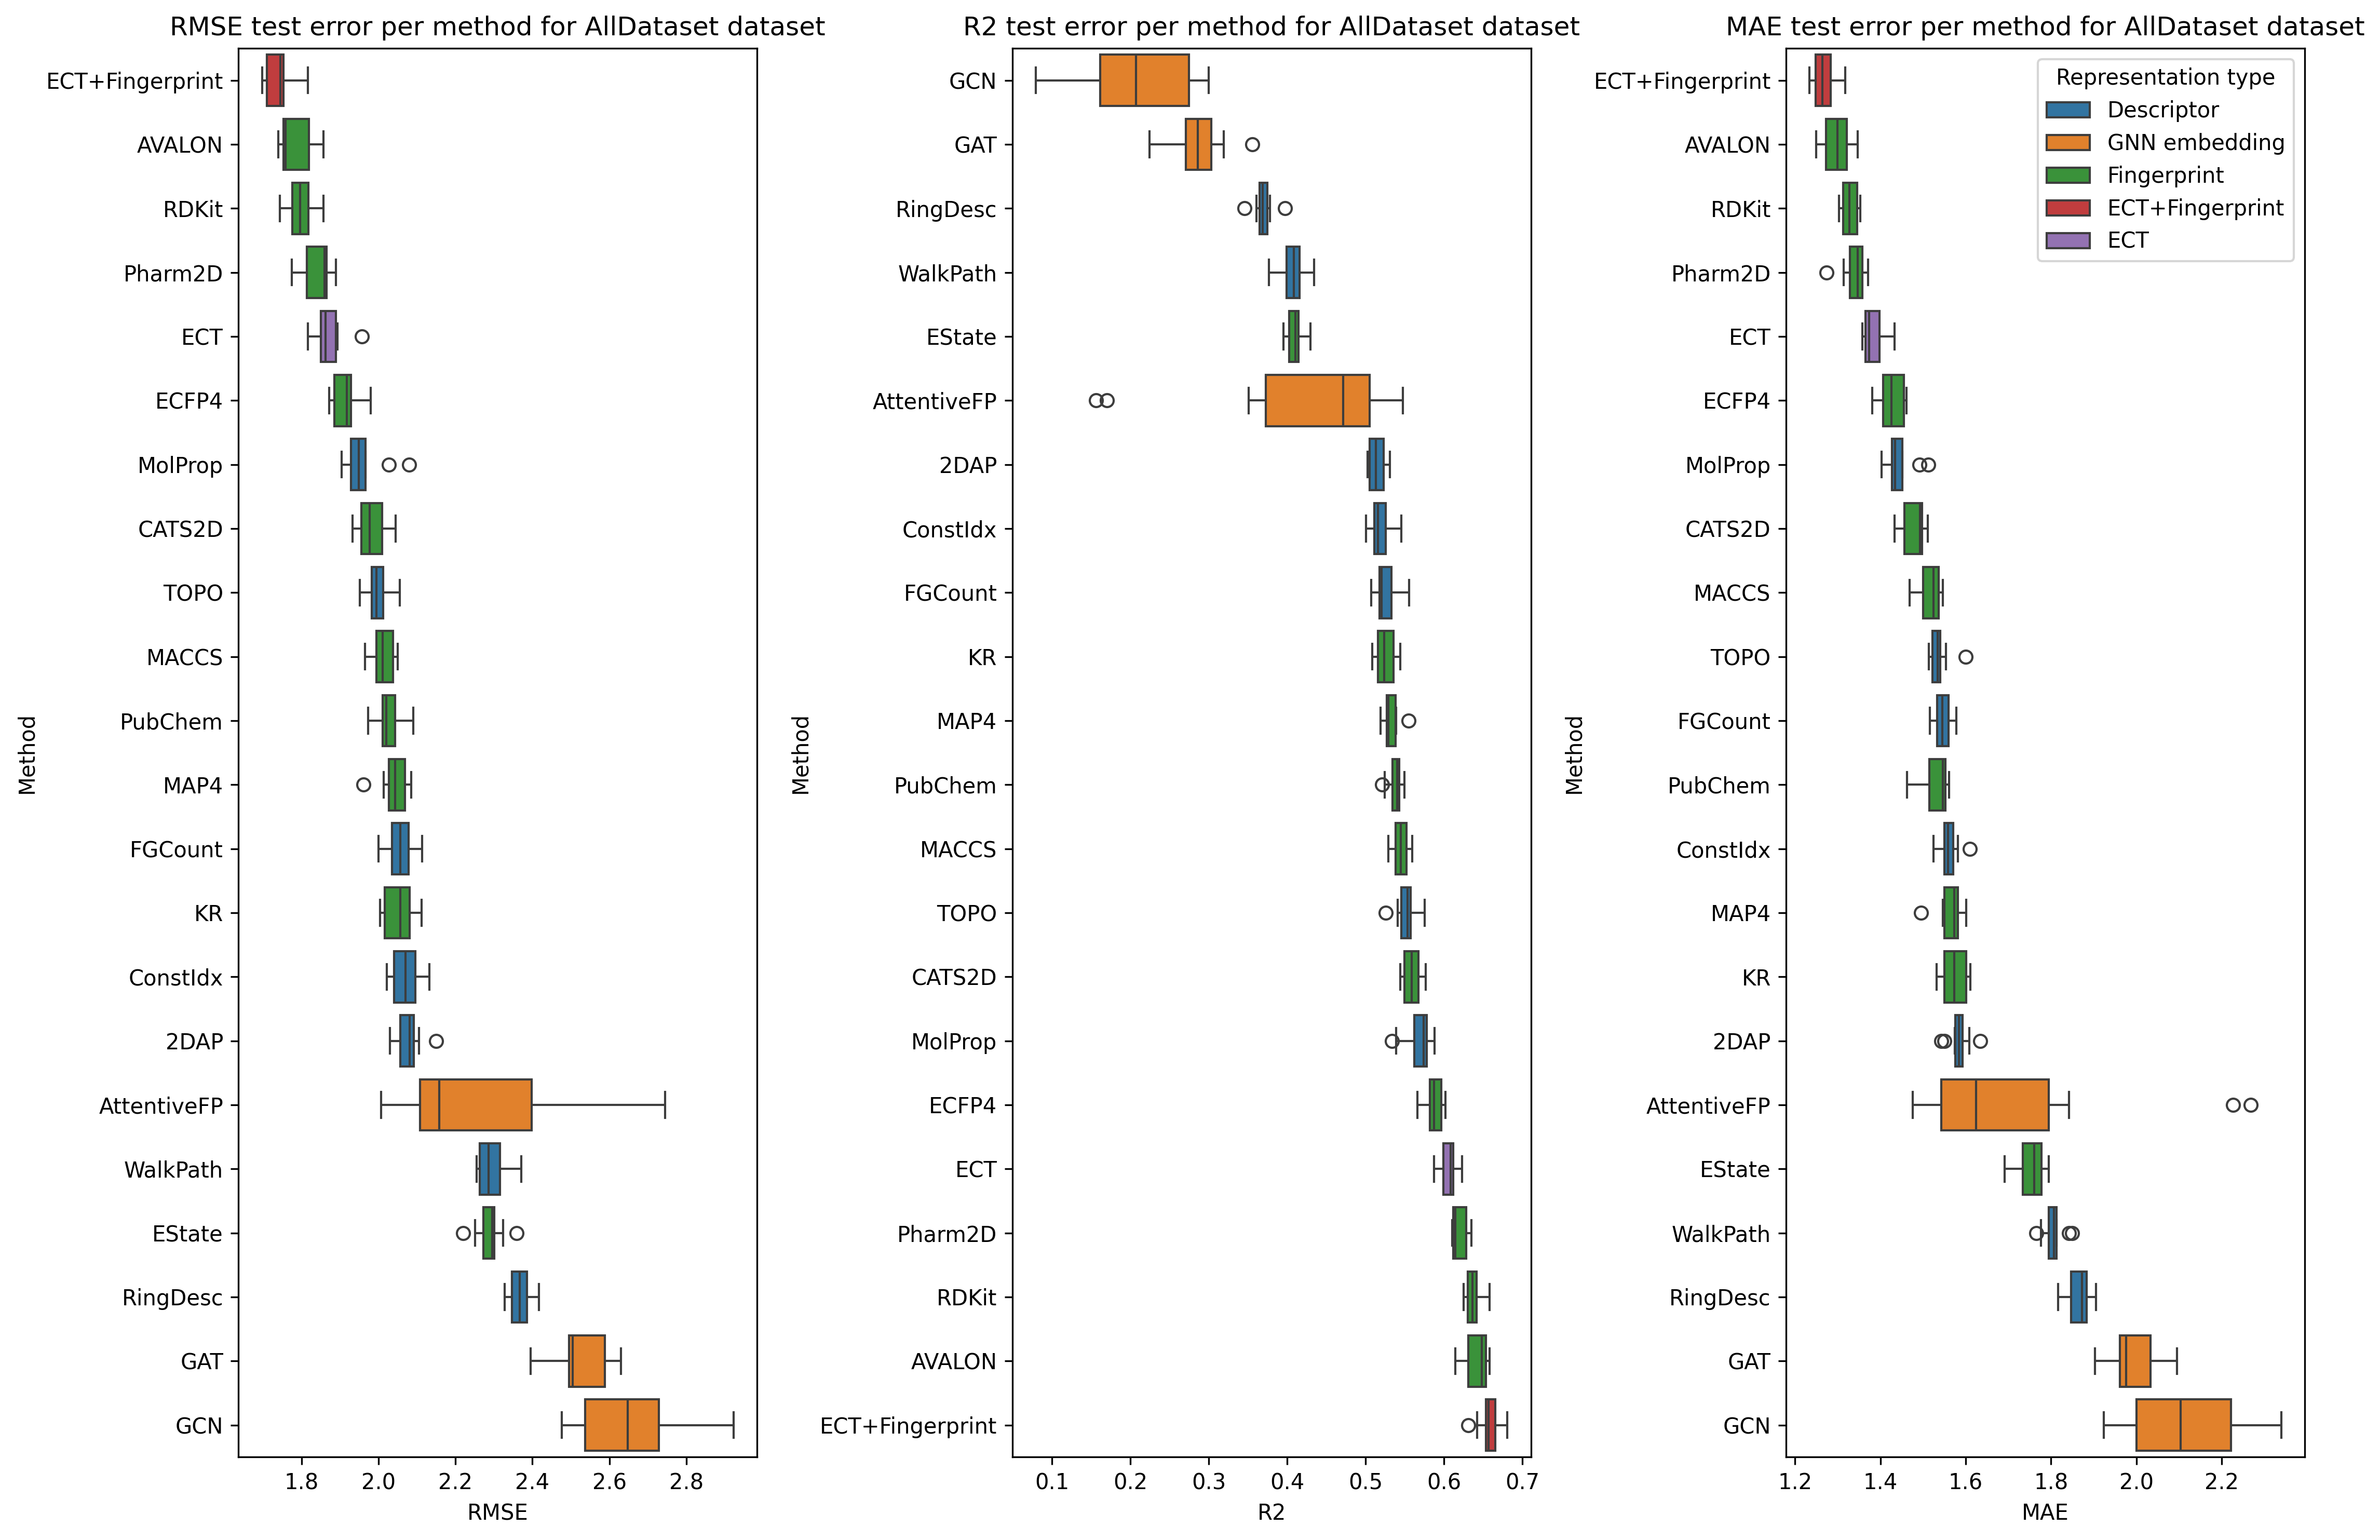 RMSE test error per method for AllDataset dataset
ECT+Fingerprint
AVALON
RDKit
Pharm2D
ECT
ECFP4
MolProp
CATS2D
TOPO
MACCS
PubChem
MAP4
FGCount
KR
ConstIdx
2DAP
AttentiveFP
WalkPath
EState
RingDesc
GAT
GCN
Method
1.8 2.0 2.2 2.4 2.6 2.8
RMSE
R2 test error per method for AllDataset dataset
GCN
GAT
RingDesc
WalkPath
EState
AttentiveFP
2DAP
ConstIdx
FGCount
KR
MAP4
PubChem
MACCS
TOPO
CATS2D
MolProp
ECFP4
ECT
Pharm2D
RDKit
AVALON
ECT+Fingerprint
Method
0.1 0.2 0.3 0.4 0.5 0.6 0.7
R2
MAE test error per method for AllDataset dataset
ECT+Fingerprint
AVALON
RDKit
Pharm2D
ECT
ECFP4
MolProp
CATS2D
MACCS
TOPO
FGCount
PubChem
ConstIdx
MAP4
KR
2DAP
AttentiveFP
EState
WalkPath
RingDesc
GAT
GCN
Method
1.2 1.4 1.6 1.8 2.0 2.2
MAE
Representation type
Descriptor
GNN embedding
Fingerprint
ECT+Fingerprint
ECT